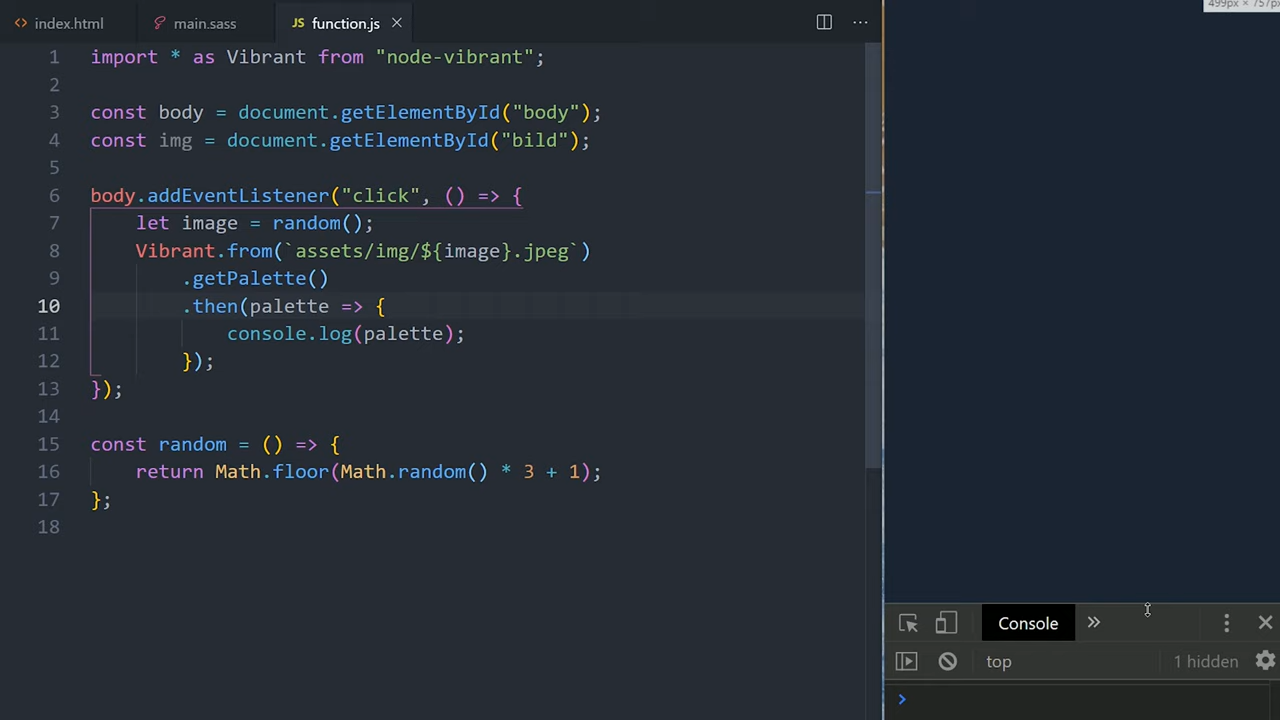 index.html main.sass JS function.js
499px × 757px
1 import * as Vibrant from "node-vibrant";
2
3 const body = document.getElementById("body");
4 const img = document.getElementById("bild");
5
6 body.addEventListener("click", () => {
7 let image = random();
8 Vibrant.from(`assets/img/${image}.jpeg`)
9 .getPalette()
10 .then(palette => {
11 console.log(palette);
12 });
13 });
14
15 const random = () => {
16 return Math.floor(Math.random() * 3 + 1);
17 };
18
Console
top 1 hidden